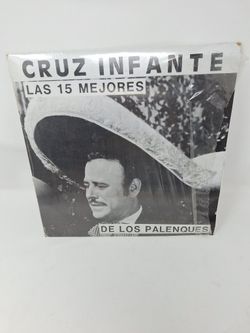 CRUZ INFANTE
LAS 15 MEJORES
DE LOS PALENQUES